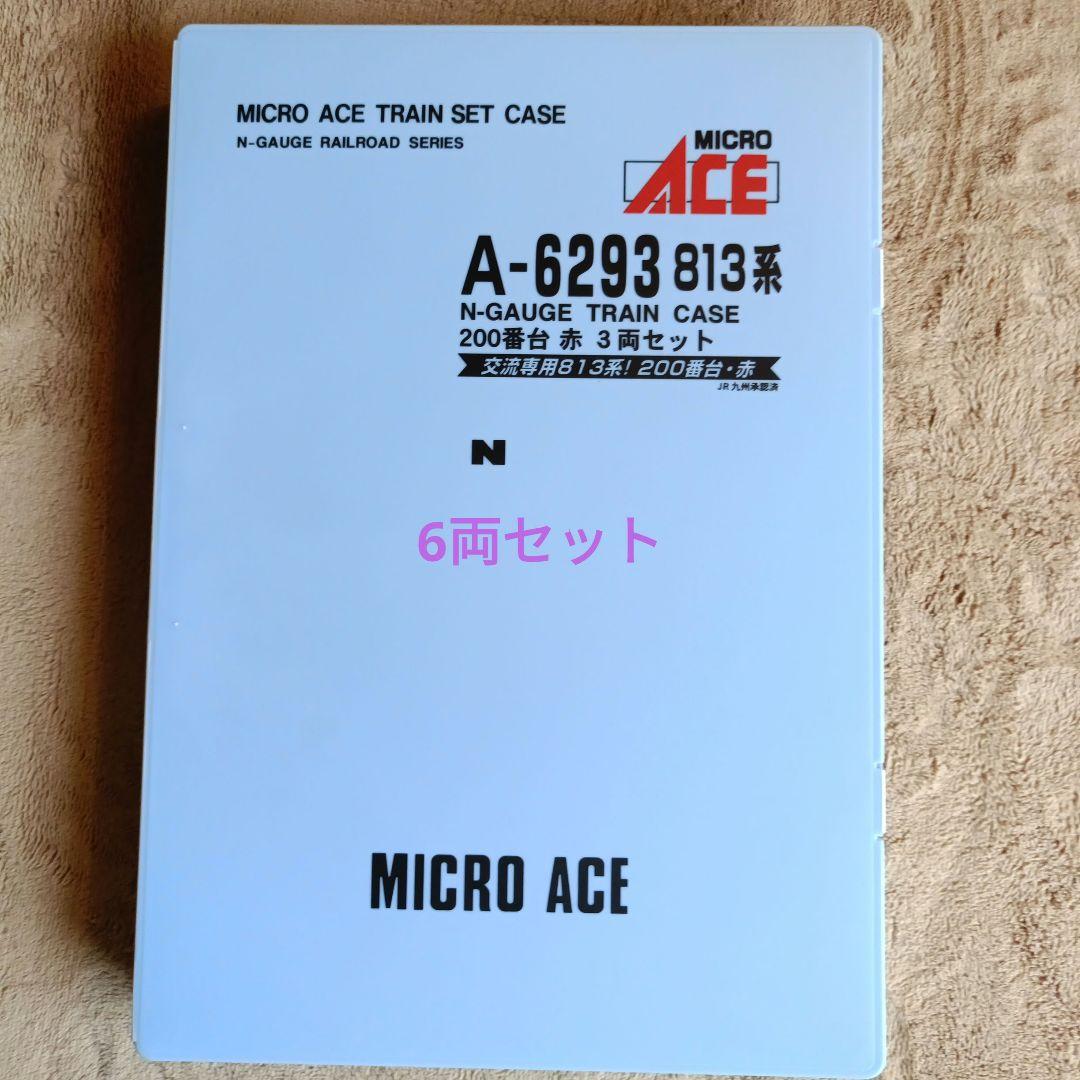 MICRO ACE TRAIN SET CASE
N-GAUGE RAILROAD SERIES
MICRO
ACE
A-6293 813系
N-GAUGE TRAIN CASE
200番台 赤 3両セット
交流専用813系! 200番台・赤
JR九州承認済
N
6両セット
MICRO ACE